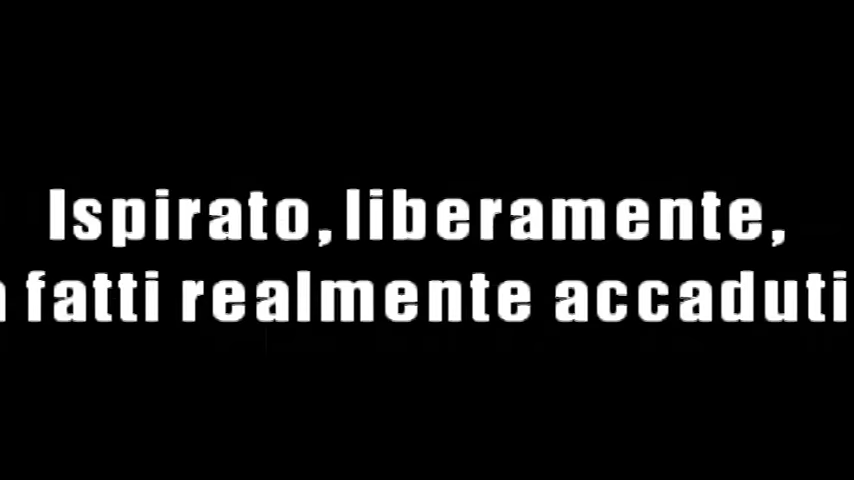 Ispirato, liberamente,
a fatti realmente accaduti